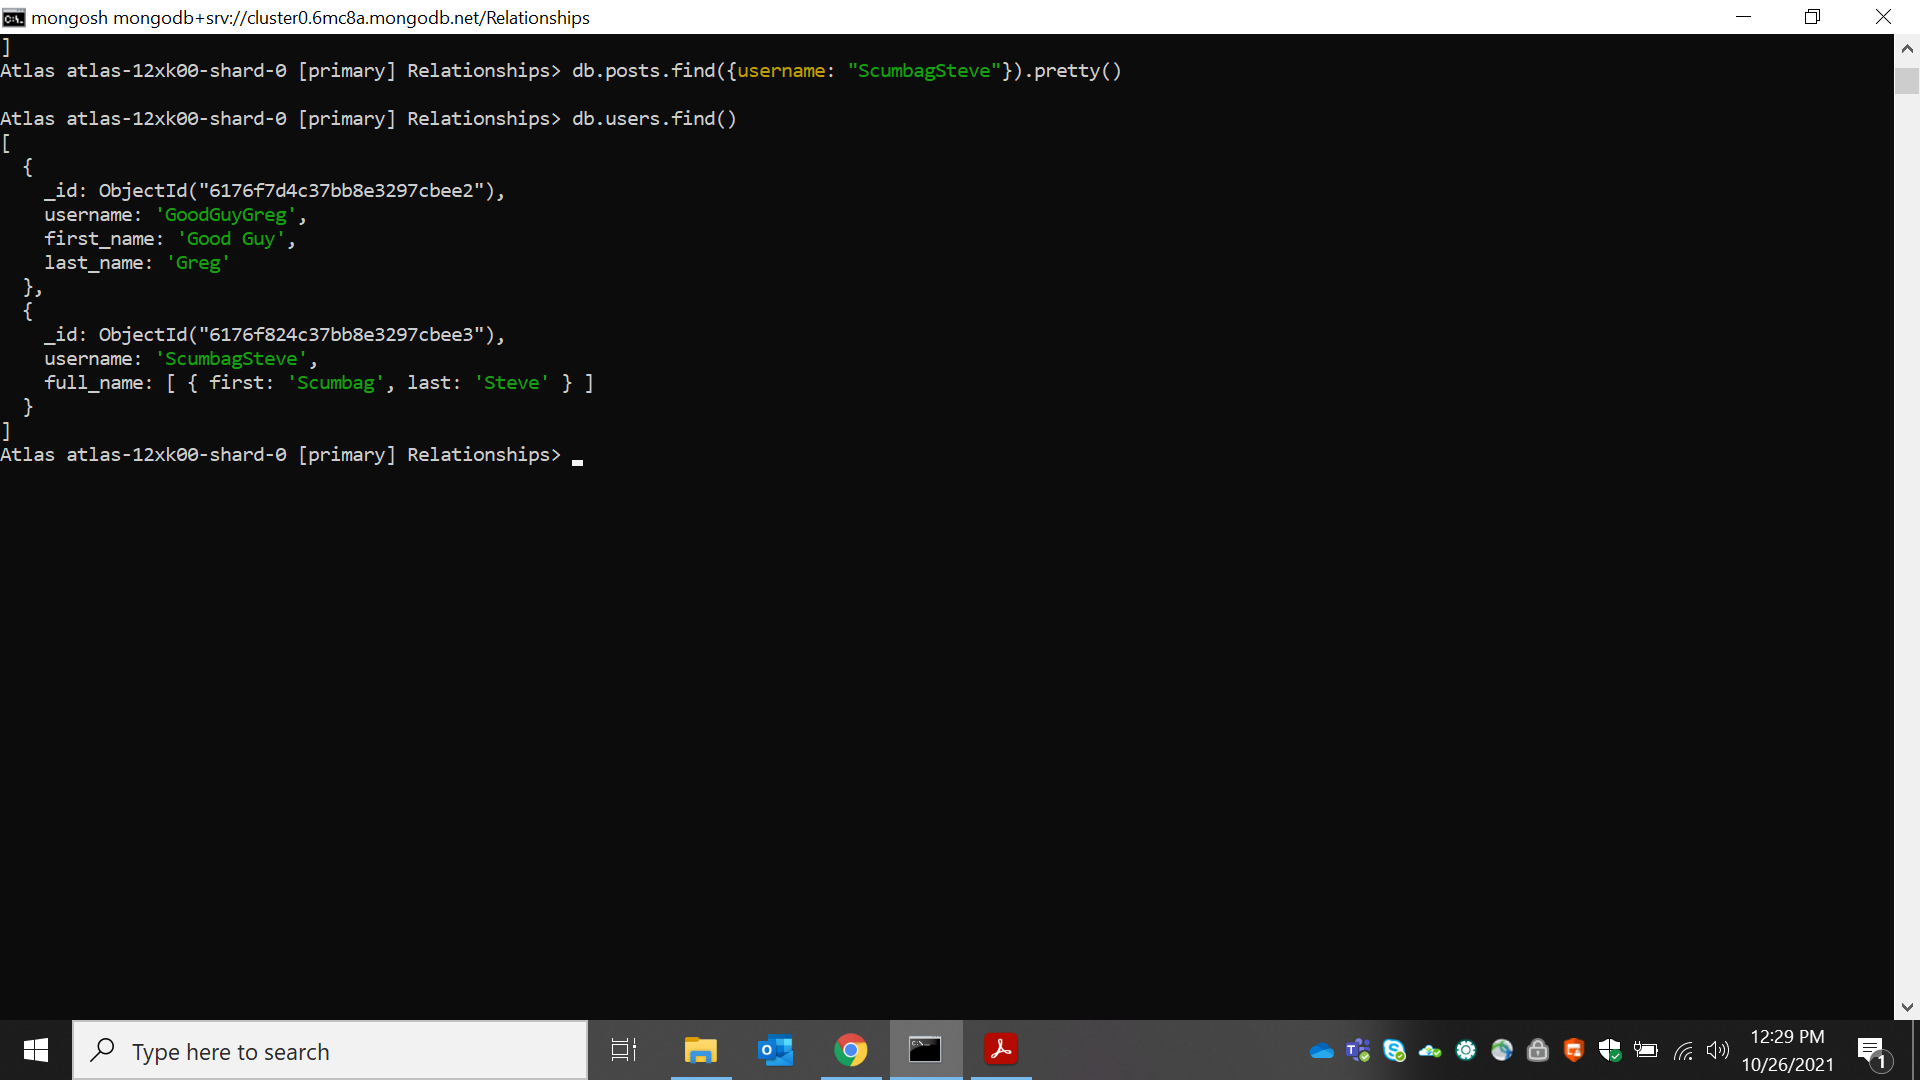 mongosh mongodb+srv://cluster0.6mc8a.mongodb.net/Relationships
]
Atlas atlas-12xk00-shard-0 [primary] Relationships> db.posts.find({username: "ScumbagSteve"}).pretty()
Atlas atlas-12xk00-shard-0 [primary] Relationships> db.users.find()
[
  {
    _id: ObjectId("6176f7d4c37bb8e3297cbee2"),
    username: 'GoodGuyGreg',
    first_name: 'Good Guy',
    last_name: 'Greg'
  },
  {
    _id: ObjectId("6176f824c37bb8e3297cbee3"),
    username: 'ScumbagSteve',
    full_name: [ { first: 'Scumbag', last: 'Steve' } ]
  }
]
Atlas atlas-12xk00-shard-0 [primary] Relationships>
Type here to search
12:29 PM
10/26/2021
1